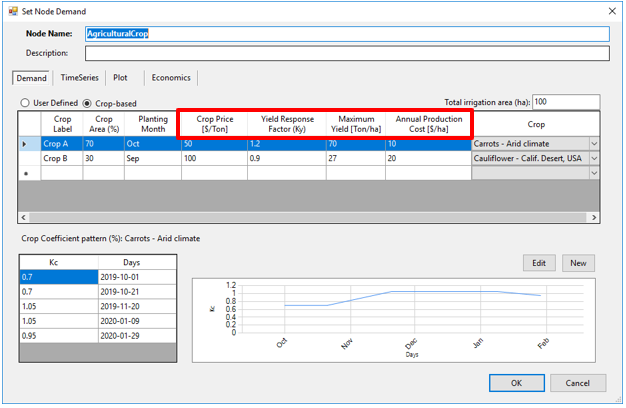 Set Node Demand
Node Name: AgriculturalCrop
Description:
Demand TimeSeries Plot Economics
User Defined Crop-based Total irrigation area (ha): 100
Crop Label Crop Area (%) Planting Month Crop Price [$/Ton] Yield Response Factor (Ky) Maximum Yield [Ton/ha] Annual Production Cost [$/ha] Crop
Crop A 70 Oct 50 1.2 70 10 Carrots - Arid climate
Crop B 30 Sep 100 0.9 27 20 Cauliflower - Calif. Desert, USA
*
Crop Coefficient pattern (%): Carrots - Arid climate
Edit New
Kc Days
0.7 2019-10-01
0.7 2019-10-21
1.05 2019-11-20
1.05 2020-01-09
0.95 2020-01-29
1.2
1
0.8
0.6
0.4
0.2
0
Kc
Oct Nov Dec Jan Feb
Days
OK Cancel